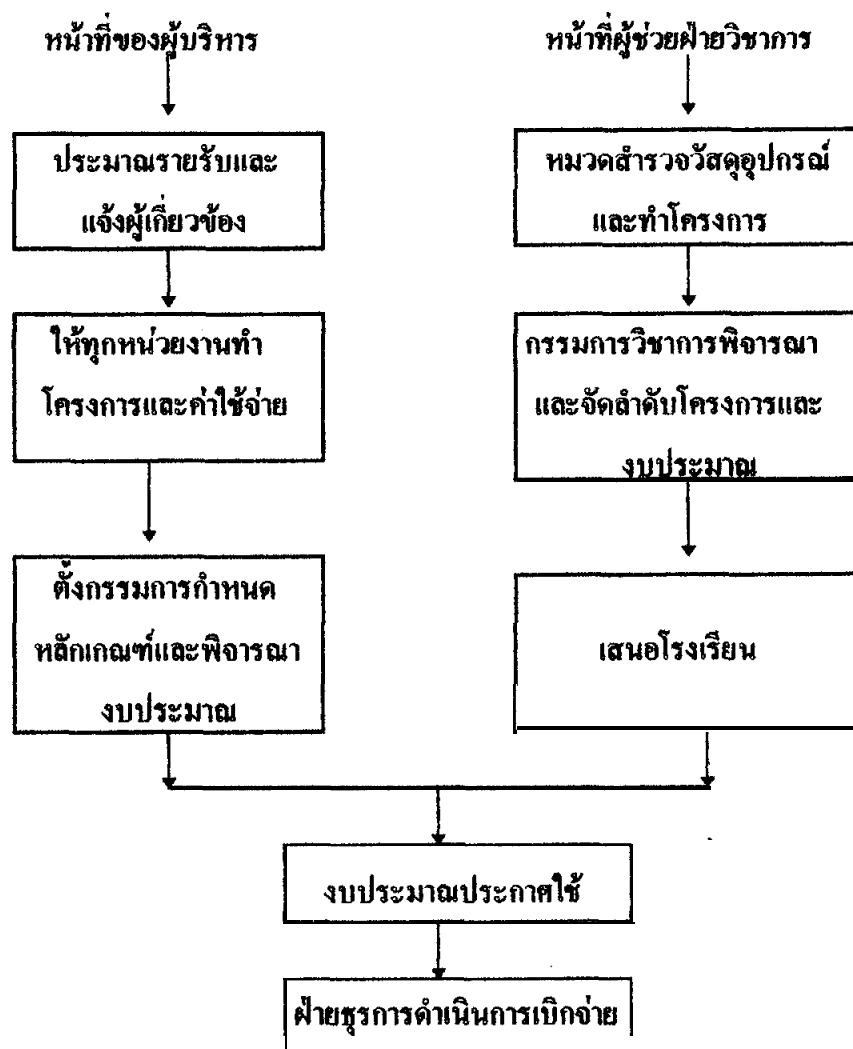 หน้าที่ของผู้บริหาร
ประมาณรายรับและ
แจ้งผู้เกี่ยวข้อง
ให้ทุกหน่วยงานทำ
โครงการและค่าใช้จ่าย
ตั้งกรรมการกำหนด
หลักเกณฑ์และพิจารณา
งบประมาณ
หน้าที่ผู้ช่วยฝ่ายวิชาการ
หมวดสำรวจวัสดุอุปกรณ์
และทำโครงการ
กรรมการวิชาการพิจารณา
และจัดลำดับโครงการและ
งบประมาณ
เสนอโรงเรียน
งบประมาณประกาศใช้
ฝ่ายธุรการดำเนินการเบิกจ่าย